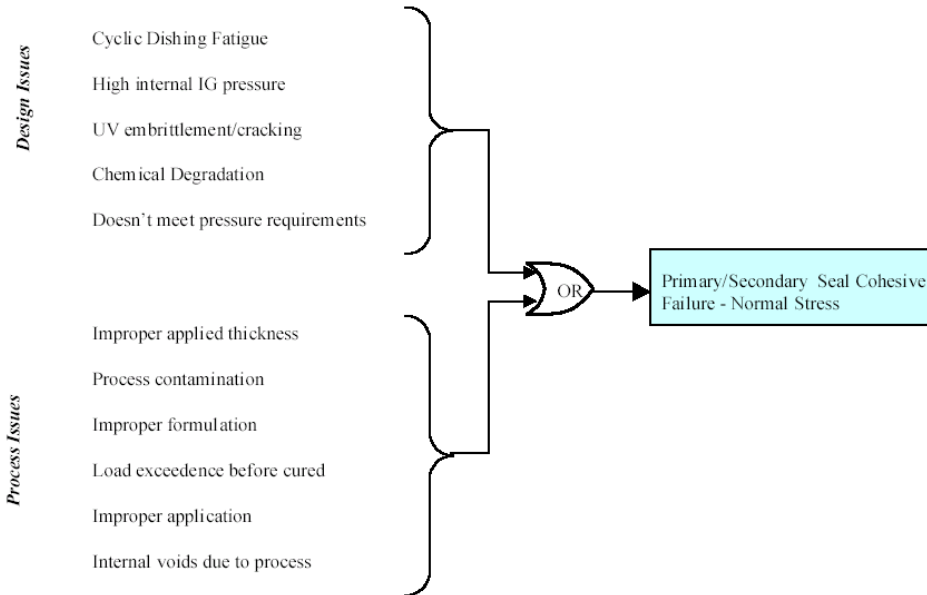 Design Issues
Cyclic Dishing Fatigue
High internal IG pressure
UV embrittlement/cracking
Chemical Degradation
Doesn't meet pressure requirements
OR
Primary/Secondary Seal Cohesive
Failure - Normal Stress
Process Issues
Improper applied thickness
Process contamination
Improper formulation
Load exceedence before cured
Improper application
Internal voids due to process